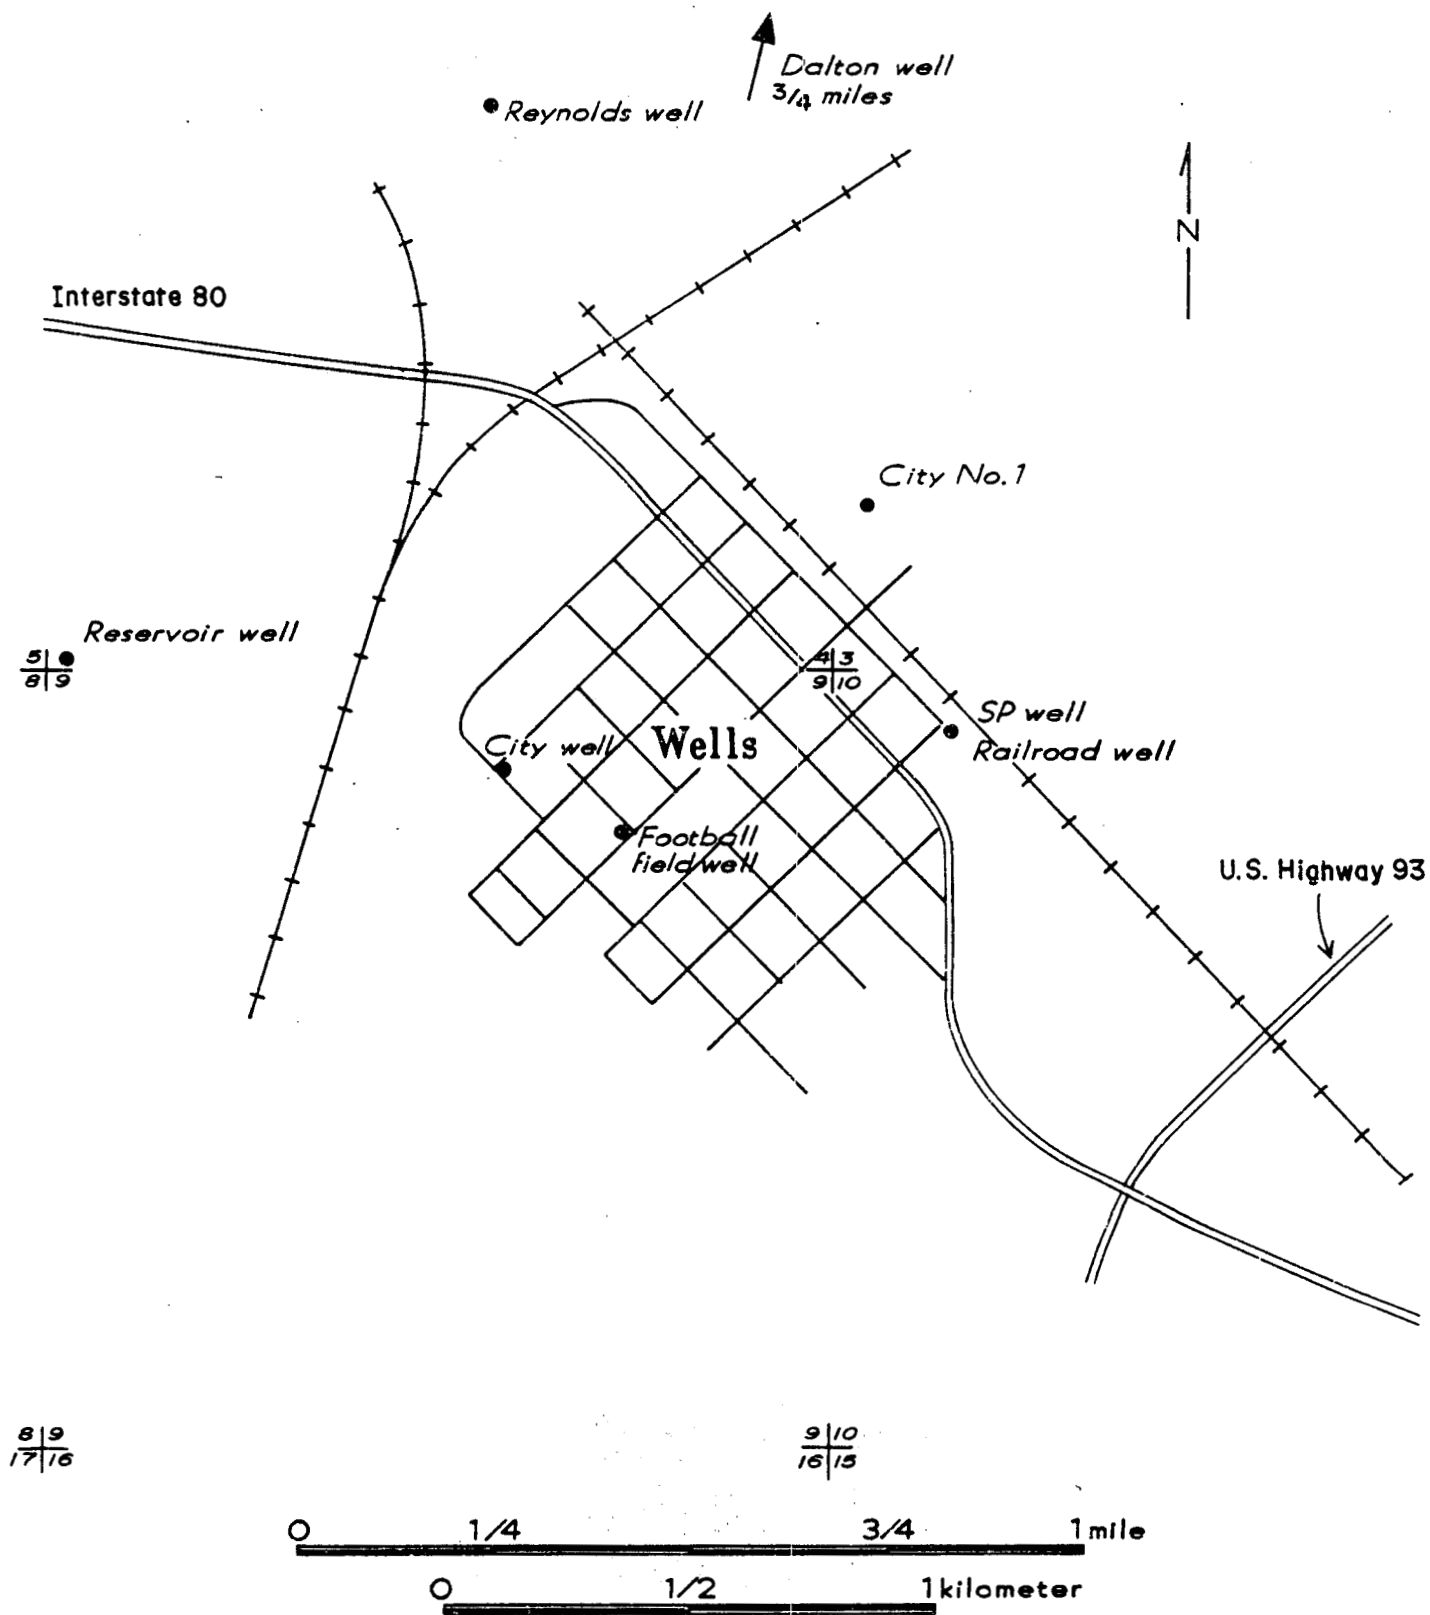 Dalton well
3/4 miles
Reynolds well
N
Interstate 80
City No. 1
Reservoir well
5 8 9
4 3
9 10
SP well
Railroad well
City well
Wells
Football
field well
U.S. Highway 93
8 9
17 16
9 10
16 15
0 1/4 3/4 1 mile
0 1/2 1 kilometer